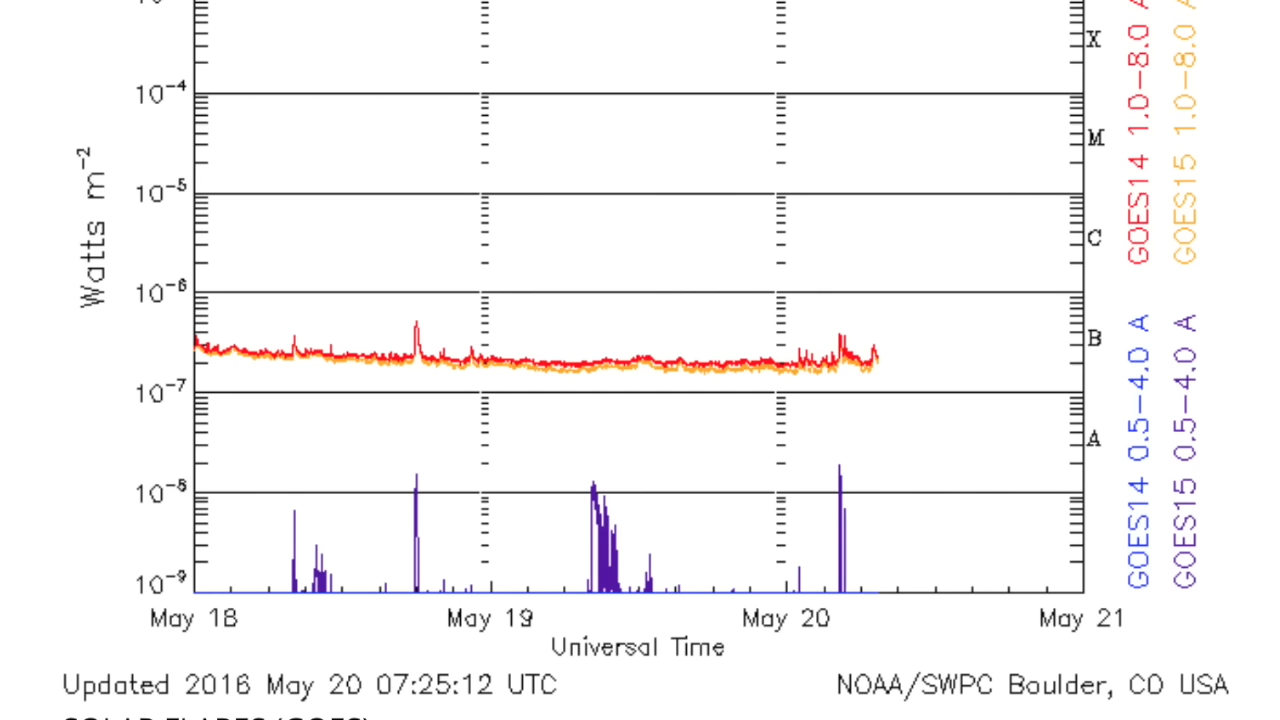 X
10-4
M
Watts m-2
10-5
C
10-6
B
10-7
A
10-8
10-9
May 18
May 19
May 20
May 21
Universal Time
Updated 2016 May 20 07:25:12 UTC
NOAA/SWPC Boulder, CO USA
GOES14 1.0-8.0 A
GOES15 1.0-8.0 A
GOES14 0.5-4.0 A
GOES15 0.5-4.0 A
SOLAR FLARES (GOES)